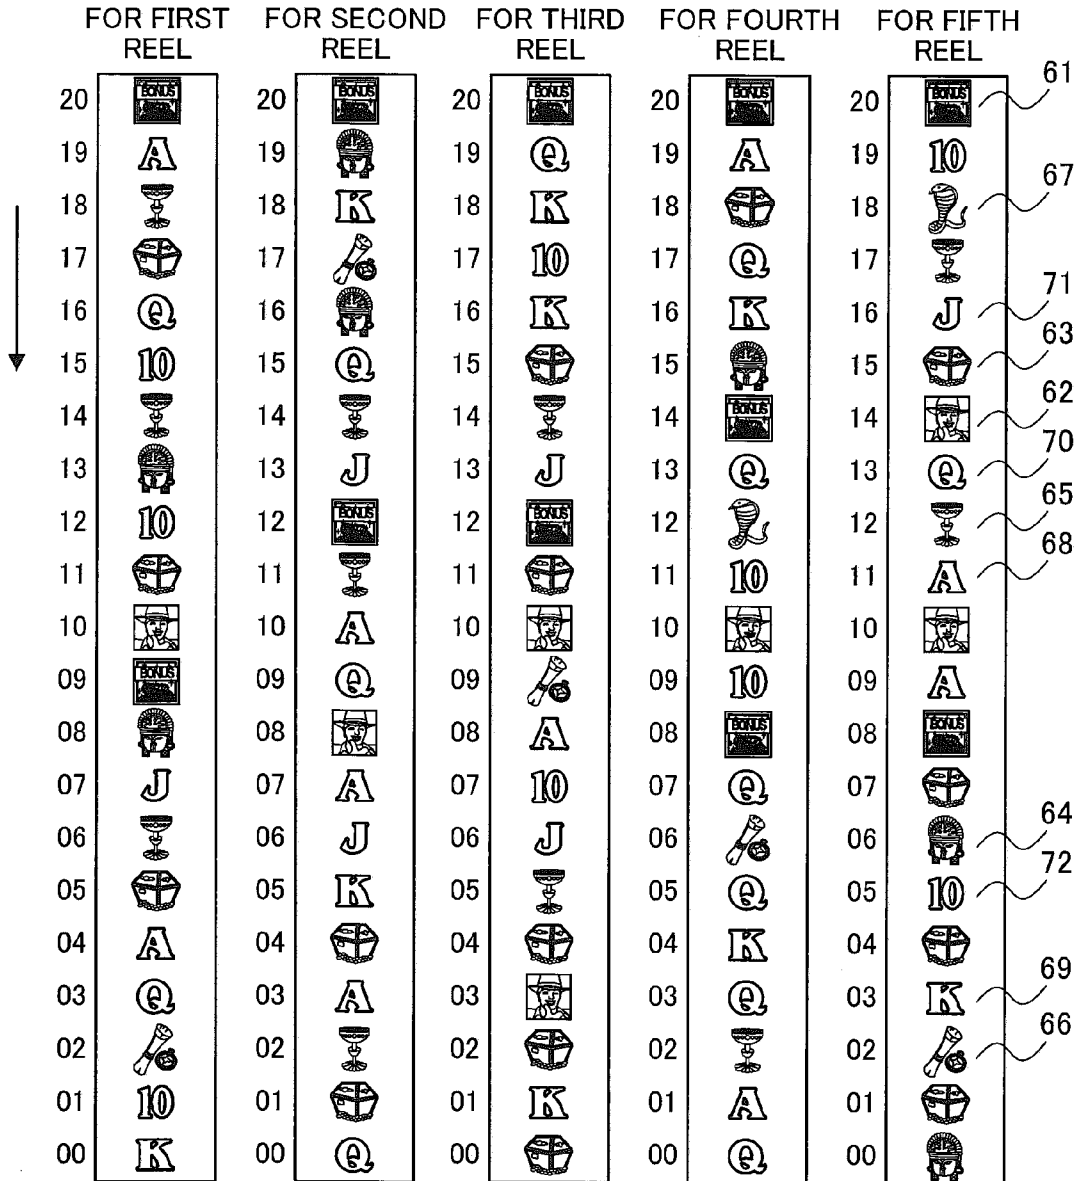 FOR FIRST REEL FOR SECOND REEL FOR THIRD REEL FOR FOURTH REEL FOR FIFTH REEL
20 BONUS 20 BONUS 20 BONUS 20 BONUS 20 BONUS 61
19 A 19 19 Q 19 A 19 10
18 18 K 18 K 18 18 67
17 17 17 10 17 Q 17
16 Q 16 16 K 16 K 16 J 71
15 10 15 Q 15 15 15 63
14 14 14 14 BONUS 14 62
13 13 J 13 J 13 Q 13 Q 70
12 10 12 BONUS 12 BONUS 12 12 65
11 11 11 11 10 11 A 68
10 10 A 10 10 10
09 BONUS 09 Q 09 09 10 09 A
08 08 08 A 08 BONUS 08 BONUS
07 J 07 A 07 10 07 Q 07
06 06 J 06 J 06 06 64
05 05 K 05 05 Q 05 10 72
04 A 04 04 04 K 04
03 Q 03 A 03 03 Q 03 K 69
02 02 02 02 02 66
01 10 01 01 K 01 A 01
00 K 00 Q 00 00 Q 00